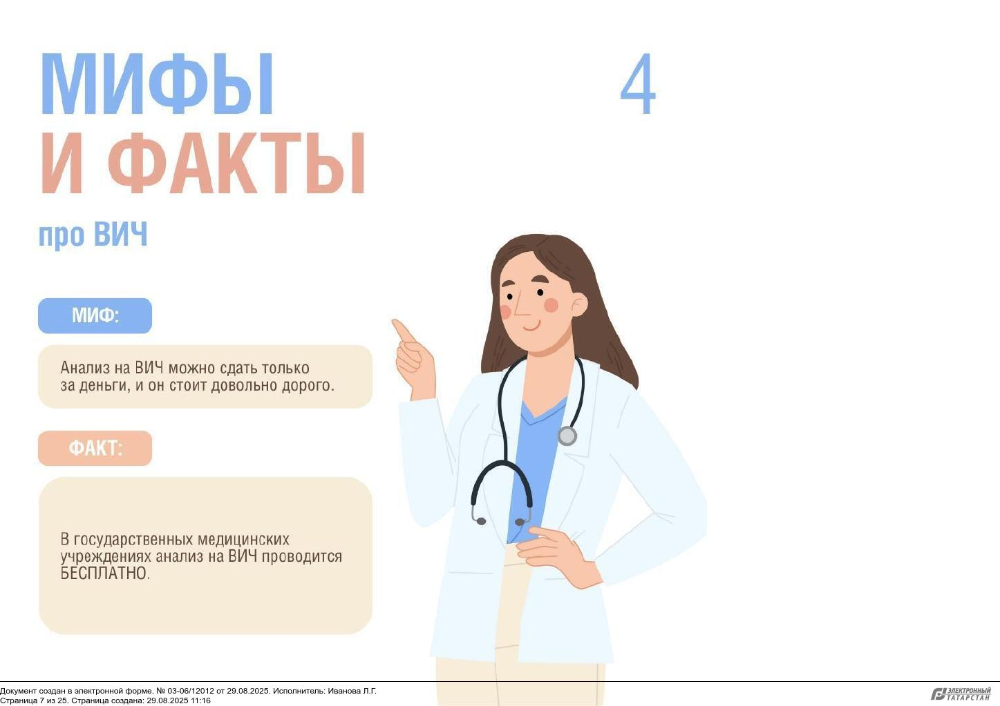 МИФЫ
4
И ФАКТЫ
про ВИЧ
МИФ:
Анализ на ВИЧ можно сдать только
за деньги, и он стоит довольно дорого.
ФАКТ:
В государственных медицинских
учреждениях анализ на ВИЧ проводится
БЕСПЛАТНО.
Документ создан в электронной форме. № 03-06/12012 от 29.08.2025. Исполнитель: Иванова Л.Г.
Страница 7 из 25. Страница создана: 29.08.2025 11:16
ЭЛЕКТРОННЫЙ
ТАТАРСТАН